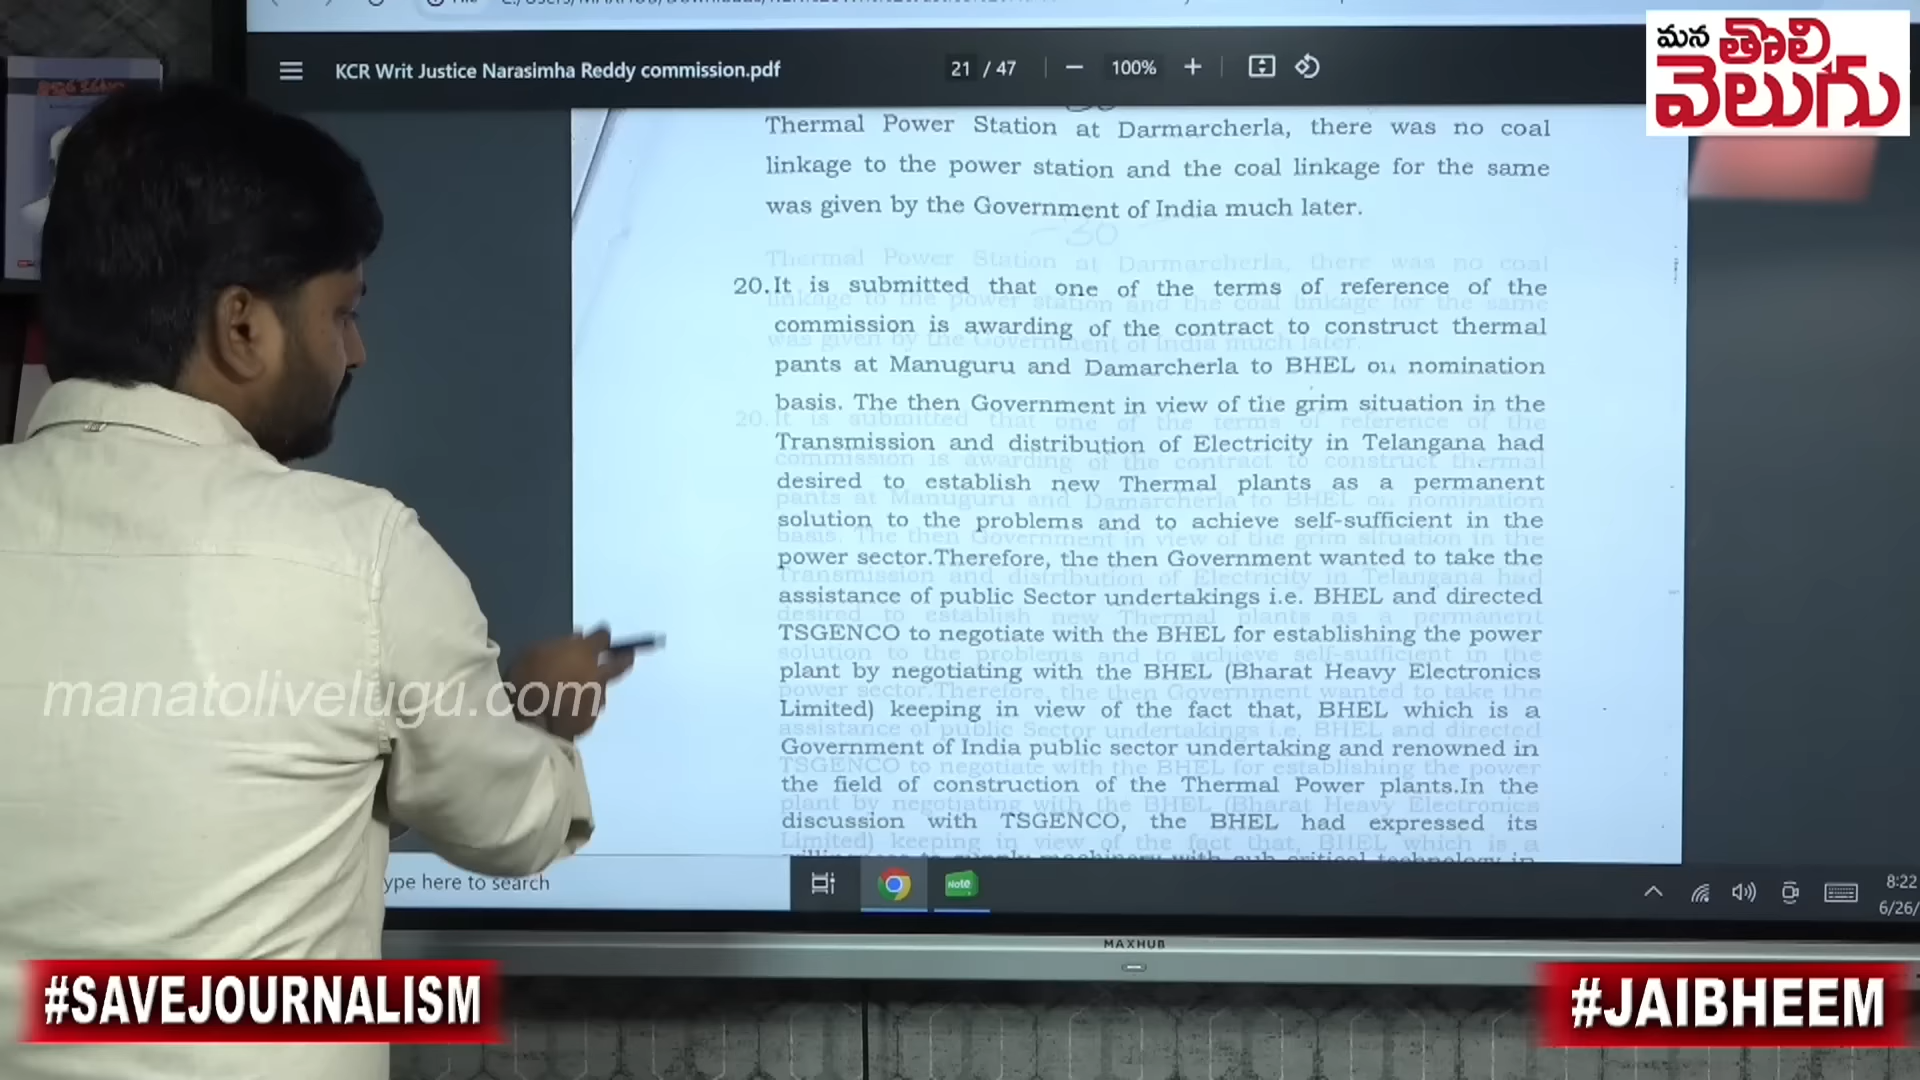 KCR Writ Justice Narasimha Reddy commission.pdf
21 / 47
100%
మన
తొలి
వెలుగు
Thermal Power Station at Darmarcherla, there was no coal
linkage to the power station and the coal linkage for the same
was given by the Government of India much later.
20.It is submitted that one of the terms of reference of the
commission is awarding of the contract to construct thermal
pants at Manuguru and Damarcherla to BHEL on nomination
basis. The then Government in view of the grim situation in the
Transmission and distribution of Electricity in Telangana had
desired to establish new Thermal plants as a permanent
solution to the problems and to achieve self-sufficient in the
power sector.Therefore, the then Government wanted to take the
assistance of public Sector undertakings i.e. BHEL and directed
TSGENCO to negotiate with the BHEL for establishing the power
plant by negotiating with the BHEL (Bharat Heavy Electronics
Limited) keeping in view of the fact that, BHEL which is a
Government of India public sector undertaking and renowned in
the field of construction of the Thermal Power plants.In the
discussion with TSGENCO, the BHEL had expressed its
manatolivelugu.com
ype here to search
Note
8:22
6/26/
MAXHUB
#SAVEJOURNALISM
#JAIBHEEM